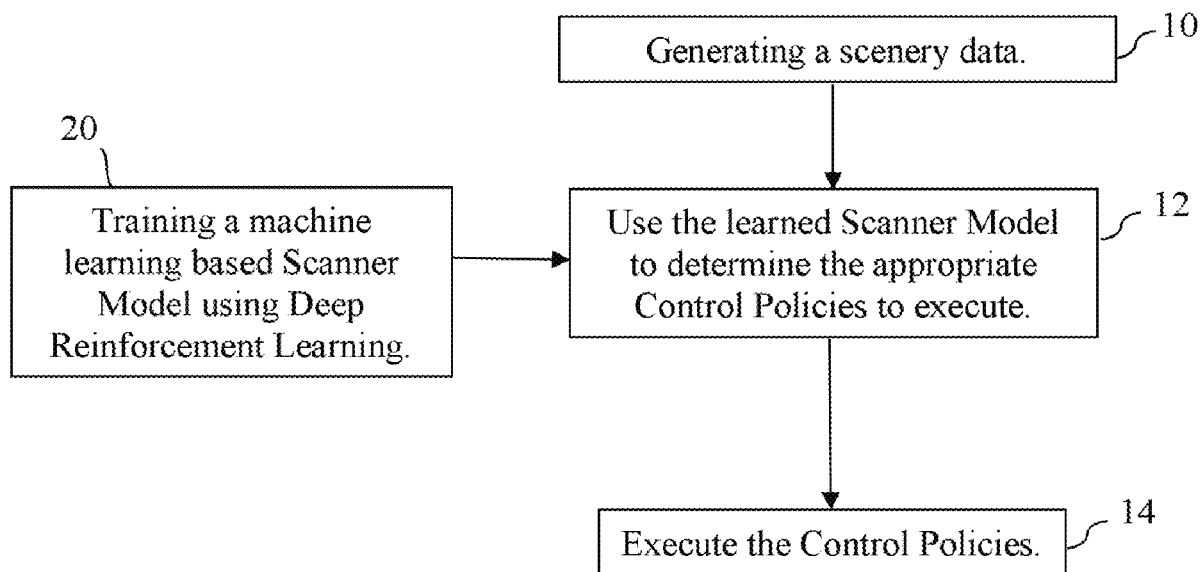 10
Generating a scenery data.
20
Training a machine
learning based Scanner
Model using Deep
Reinforcement Learning.
12
Use the learned Scanner Model
to determine the appropriate
Control Policies to execute.
14
Execute the Control Policies.